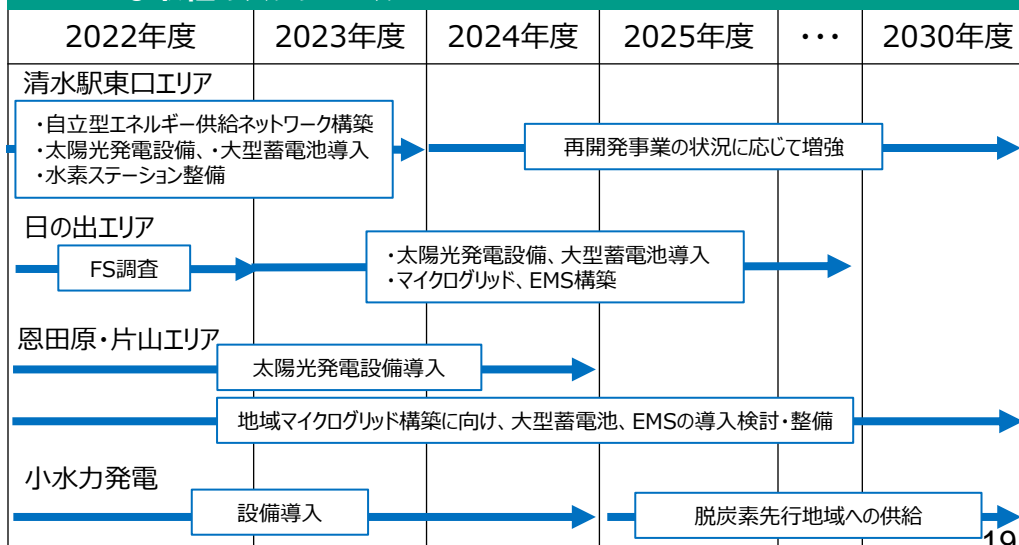 2022年度 2023年度 2024年度 2025年度 ・・・ 2030年度
清水駅東口エリア
・自立型エネルギー供給ネットワーク構築
・太陽光発電設備、・大型蓄電池導入
・水素ステーション整備
再開発事業の状況に応じて増強
日の出エリア
FS調査
・太陽光発電設備、大型蓄電池導入
・マイクログリッド、EMS構築
恩田原・片山エリア
太陽光発電設備導入
地域マイクログリッド構築に向け、大型蓄電池、EMSの導入検討・整備
小水力発電
設備導入
脱炭素先行地域への供給
19